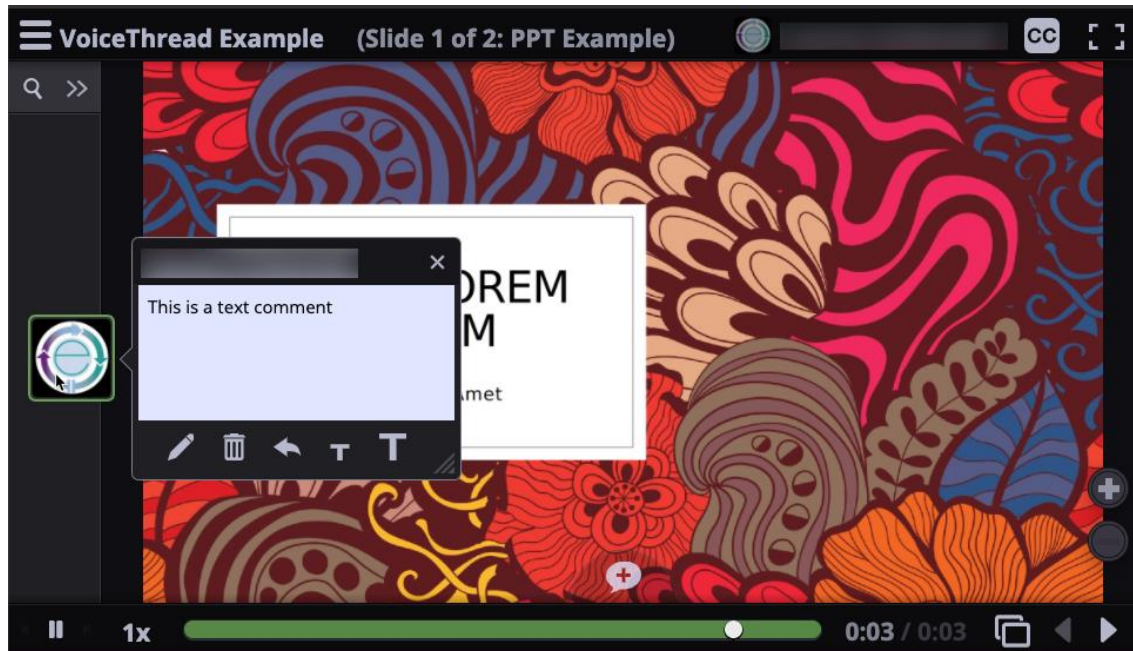 VoiceThread Example (Slide 1 of 2: PPT Example)
CC
This is a text comment
OREM
M
Amet
T T
1x 0:03 / 0:03